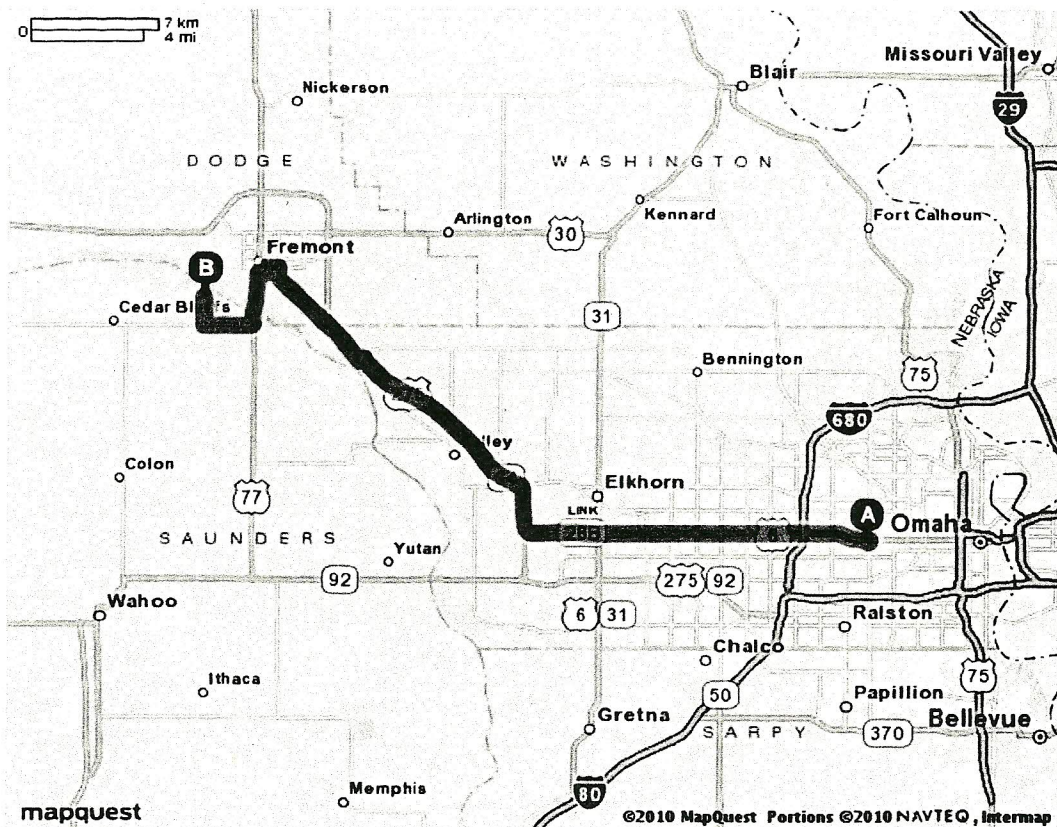 0
7 km
4 mi
Missouri Valley
Blair
29
Nickerson
DODGE
WASHINGTON
Kennard
Arlington
30
Fort Calhoun
Fremont
B
Cedar
31
NEBRASKA
IOWA
Bennington
75
680
Colon
77
Elkhorn
LINK
A
Omaha
6
SAUNDERS
Yutan
92
275
92
Wahoo
6
31
Ralston
Chalco
Ithaca
50
75
Papillion
Gretna
SARPY
370
Bellevue
80
Memphis
mapquest
©2010 MapQuest Portions ©2010 NAVTEQ, Intermap